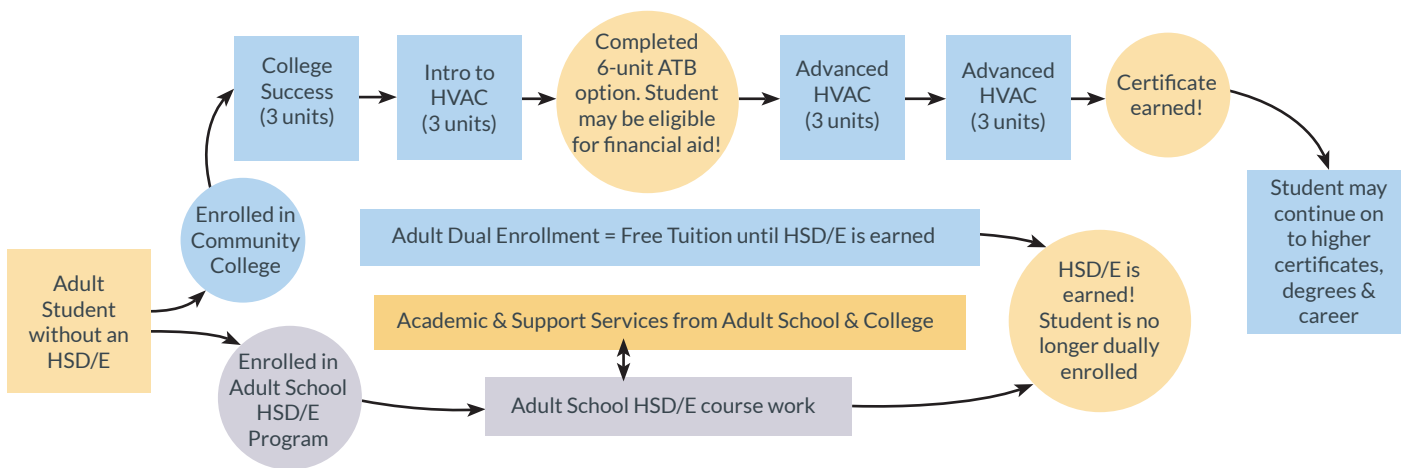 College
Success
(3 units)
Intro to
HVAC
(3 units)
Completed
6-unit ATB
option. Student
may be eligible
for financial aid!
Advanced
HVAC
(3 units)
Advanced
HVAC
(3 units)
Certificate
earned!
Student may
continue on
to higher
certificates,
degrees &
career
Enrolled in
Community
College
Adult Dual Enrollment = Free Tuition until HSD/E is earned
Adult
Student
without an
HSD/E
Academic & Support Services from Adult School & College
HSD/E is
earned!
Student is no
longer dually
enrolled
Enrolled in
Adult School
HSD/E
Program
Adult School HSD/E course work